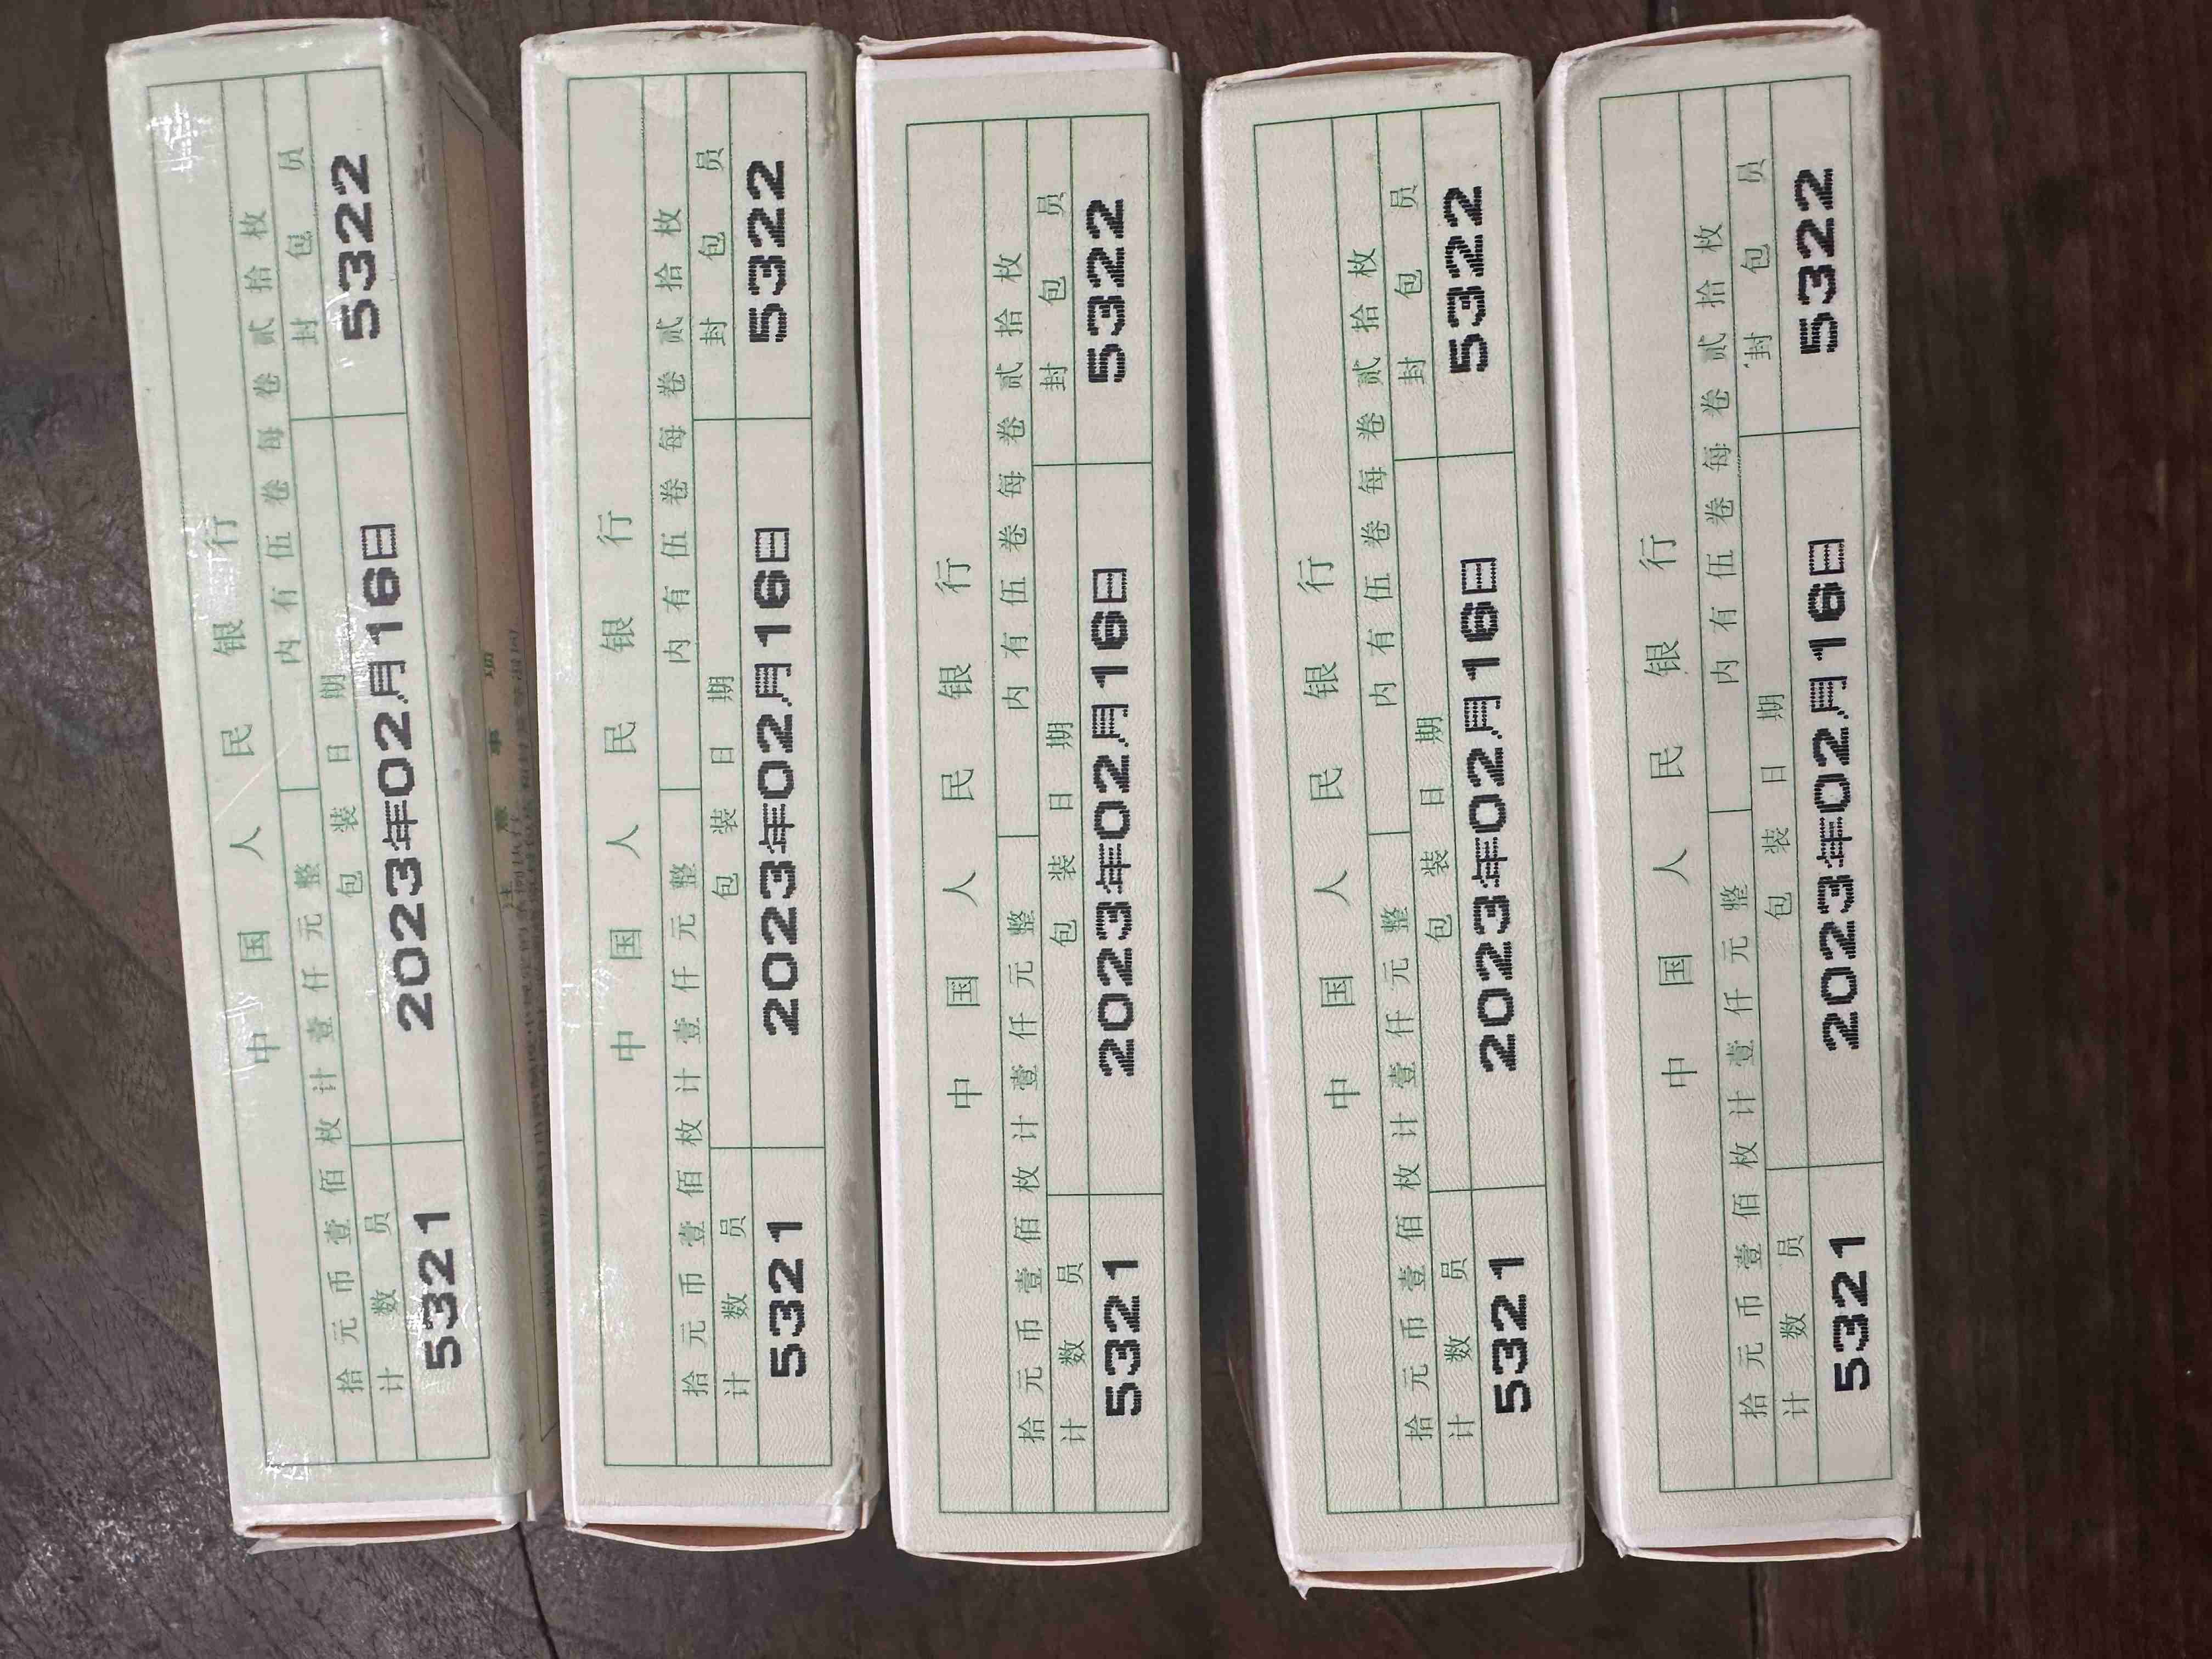 中国人民银行
拾元币壹佰枚计壹仟元整 内有伍卷每卷贰拾枚
计数员 包装日期 封包员
5321 2023年02月16日 5322
注意事项
中国人民银行
拾元币壹佰枚计壹仟元整 内有伍卷每卷贰拾枚
计数员 包装日期 封包员
5321 2023年02月16日 5322
中国人民银行
拾元币壹佰枚计壹仟元整 内有伍卷每卷贰拾枚
计数员 包装日期 封包员
5321 2023年02月16日 5322
中国人民银行
拾元币壹佰枚计壹仟元整 内有伍卷每卷贰拾枚
计数员 包装日期 封包员
5321 2023年02月16日 5322
中国人民银行
拾元币壹佰枚计壹仟元整 内有伍卷每卷贰拾枚
计数员 包装日期 封包员
5321 2023年02月16日 5322